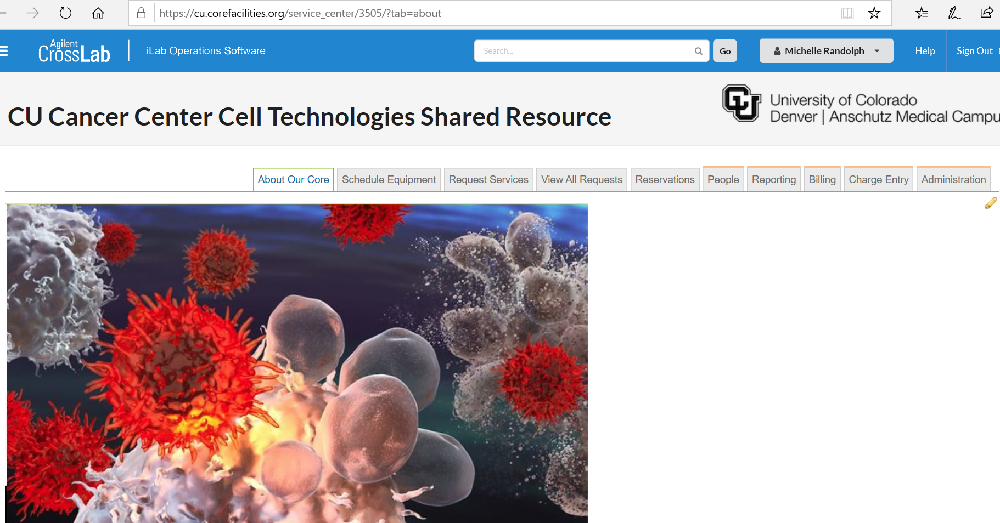 https://cu.corefacilities.org/service_center/3505/?tab=about
Agilent
CrossLab
iLab Operations Software
Search...
Go
Michelle Randolph
Help
Sign Out
CU Cancer Center Cell Technologies Shared Resource
CU
University of Colorado
Denver | Anschutz Medical Campu
About Our Core
Schedule Equipment
Request Services
View All Requests
Reservations
People
Reporting
Billing
Charge Entry
Administration